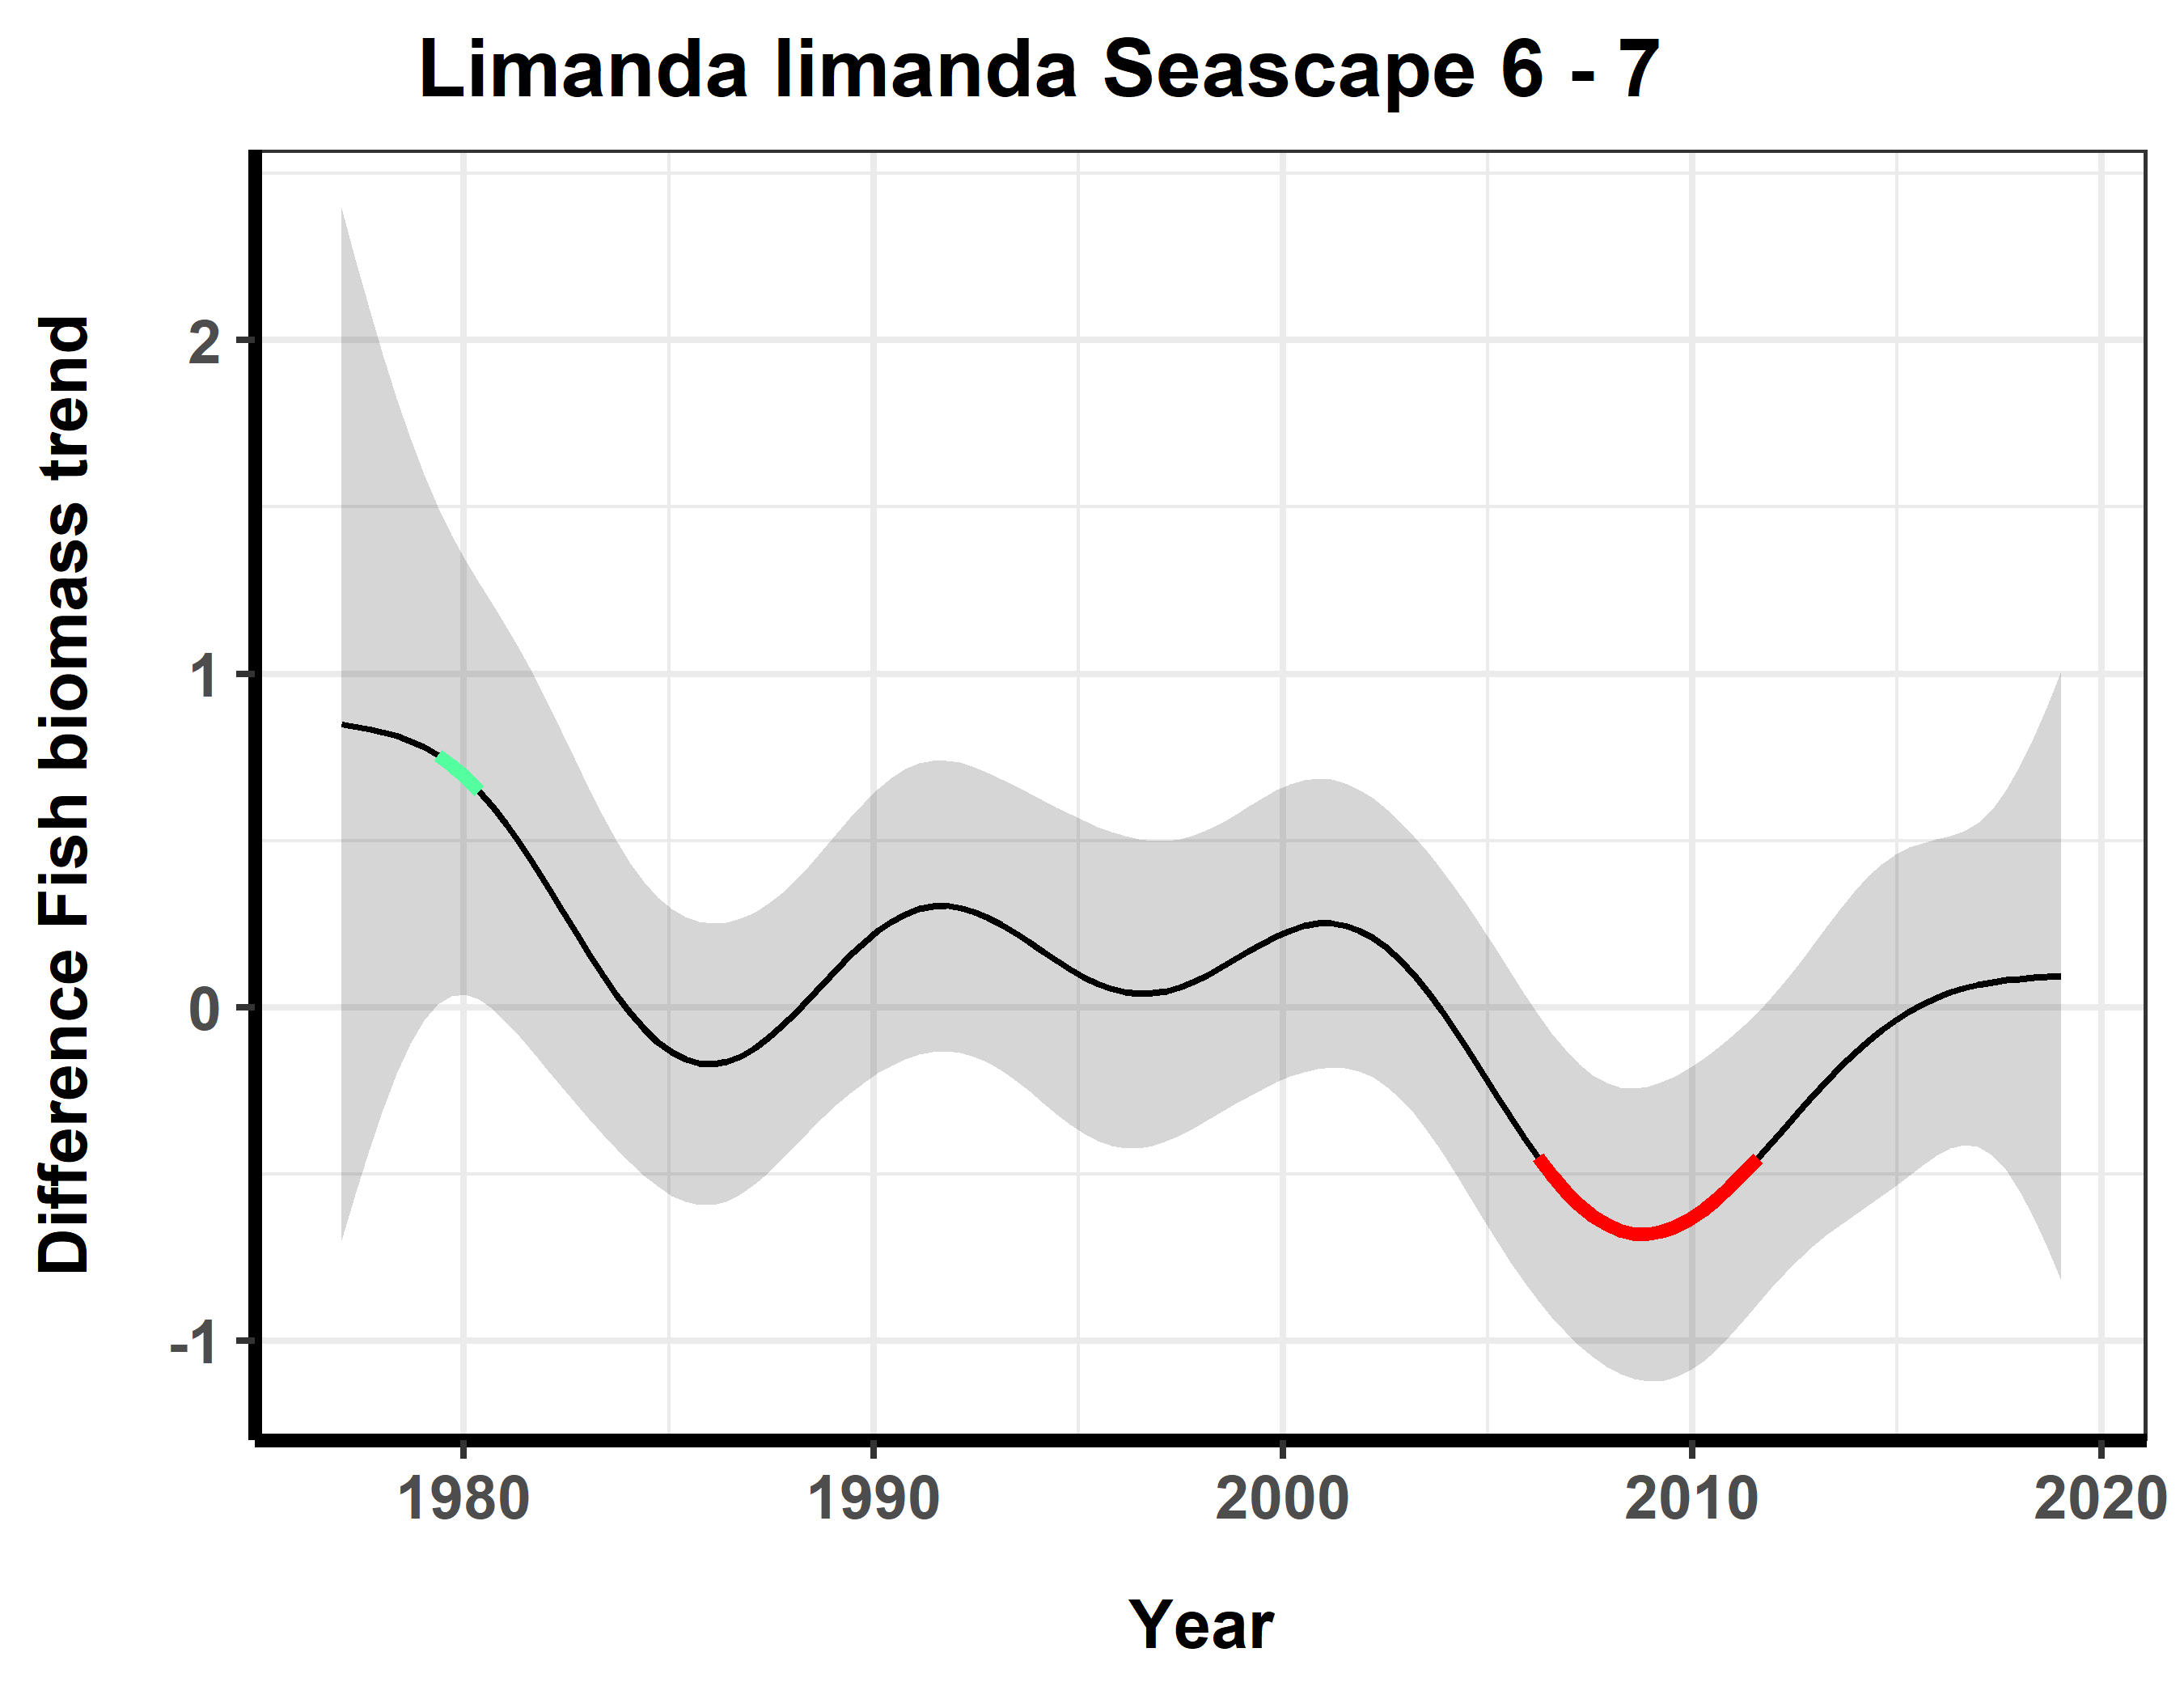 Limanda limanda Seascape 6 - 7
Difference Fish biomass trend
2
1
0
-1
1980 1990 2000 2010 2020
Year